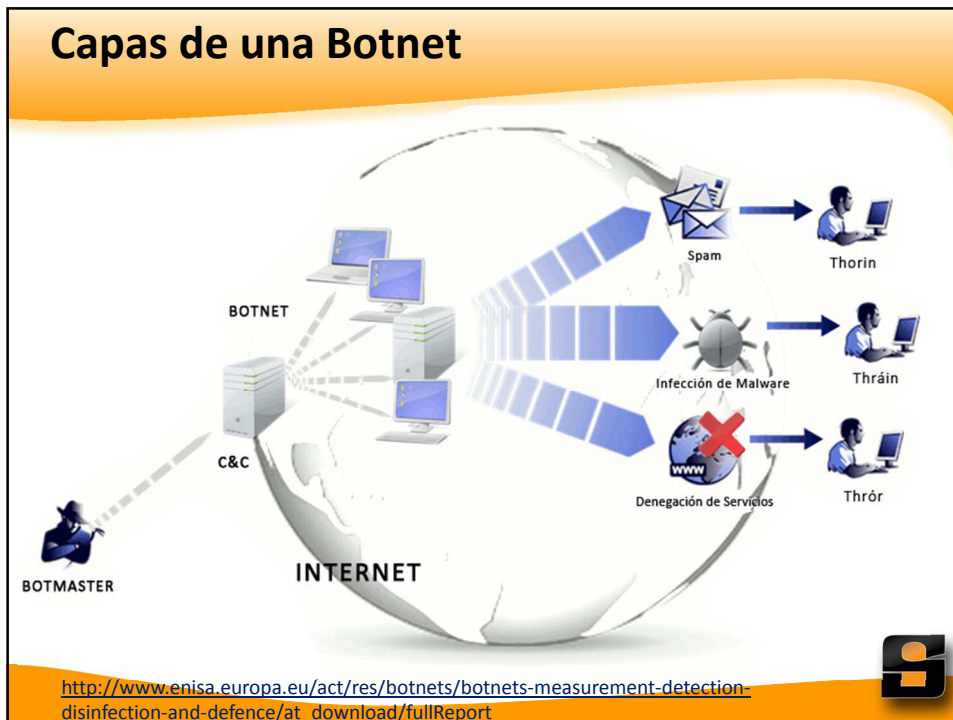 Capas de una Botnet
Spam
Thorin
BOTNET
Infección de Malware
Thráin
C&C
www
Denegación de Servicios
Thrór
INTERNET
BOTMASTER
http://www.enisa.europa.eu/act/res/botnets/botnets-measurement-detection-
disinfection-and-defence/at_download/fullReport